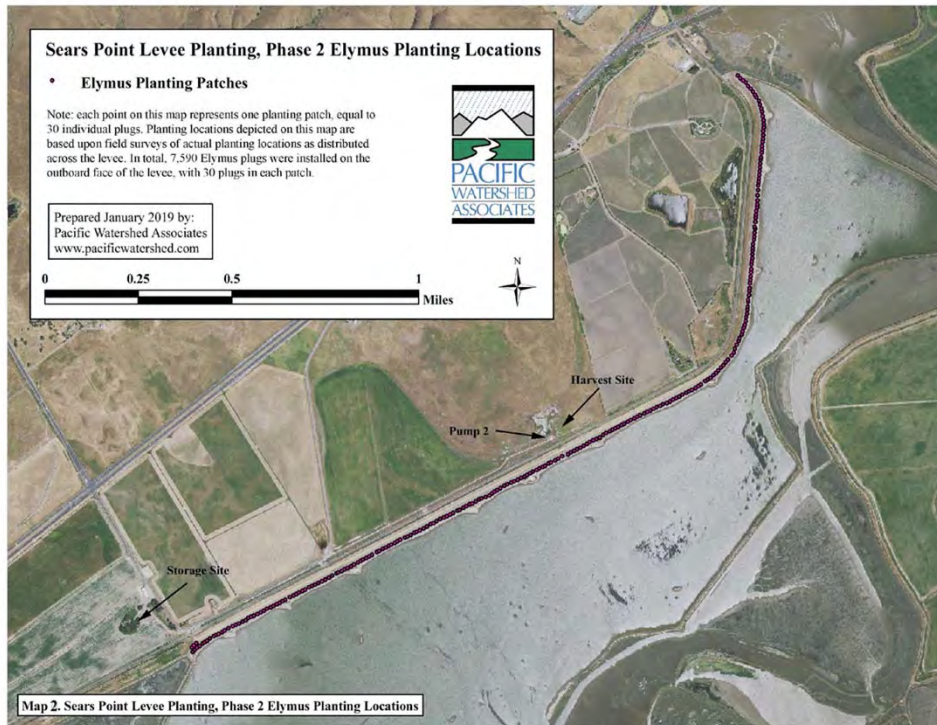 Sears Point Levee Planting, Phase 2 Elymus Planting Locations
Elymus Planting Patches
Note: each point on this map represents one planting patch, equal to
30 individual plugs. Planting locations depicted on this map are
based upon field surveys of actual planting locations as distributed
across the levee. In total, 7,590 Elymus plugs were installed on the
outboard face of the levee, with 30 plugs in each patch.
PACIFIC
WATERSHED
ASSOCIATES
Prepared January 2019 by:
Pacific Watershed Associates
www.pacificwatershed.com
0 0.25 0.5 1
Miles
N
Harvest Site
Pump 2
Storage Site
Map 2. Sears Point Levee Planting, Phase 2 Elymus Planting Locations